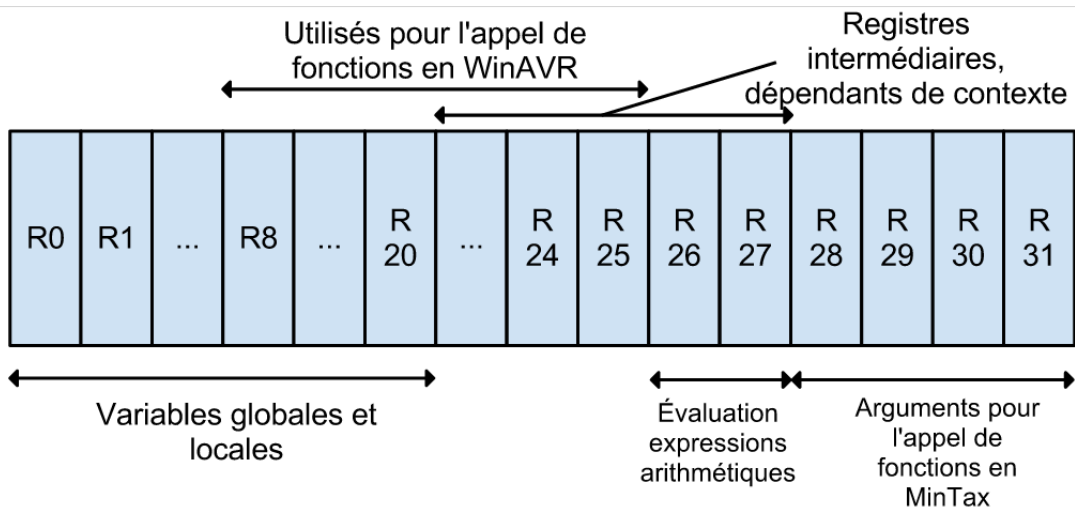 Utilisés pour l'appel de
fonctions en WinAVR
Registres
intermédiaires,
dépendants de contexte
R0
R1
...
R8
...
R
20
...
R
24
R
25
R
26
R
27
R
28
R
29
R
30
R
31
Variables globales et
locales
Évaluation
expressions
arithmétiques
Arguments pour
l'appel de
fonctions en
MinTax